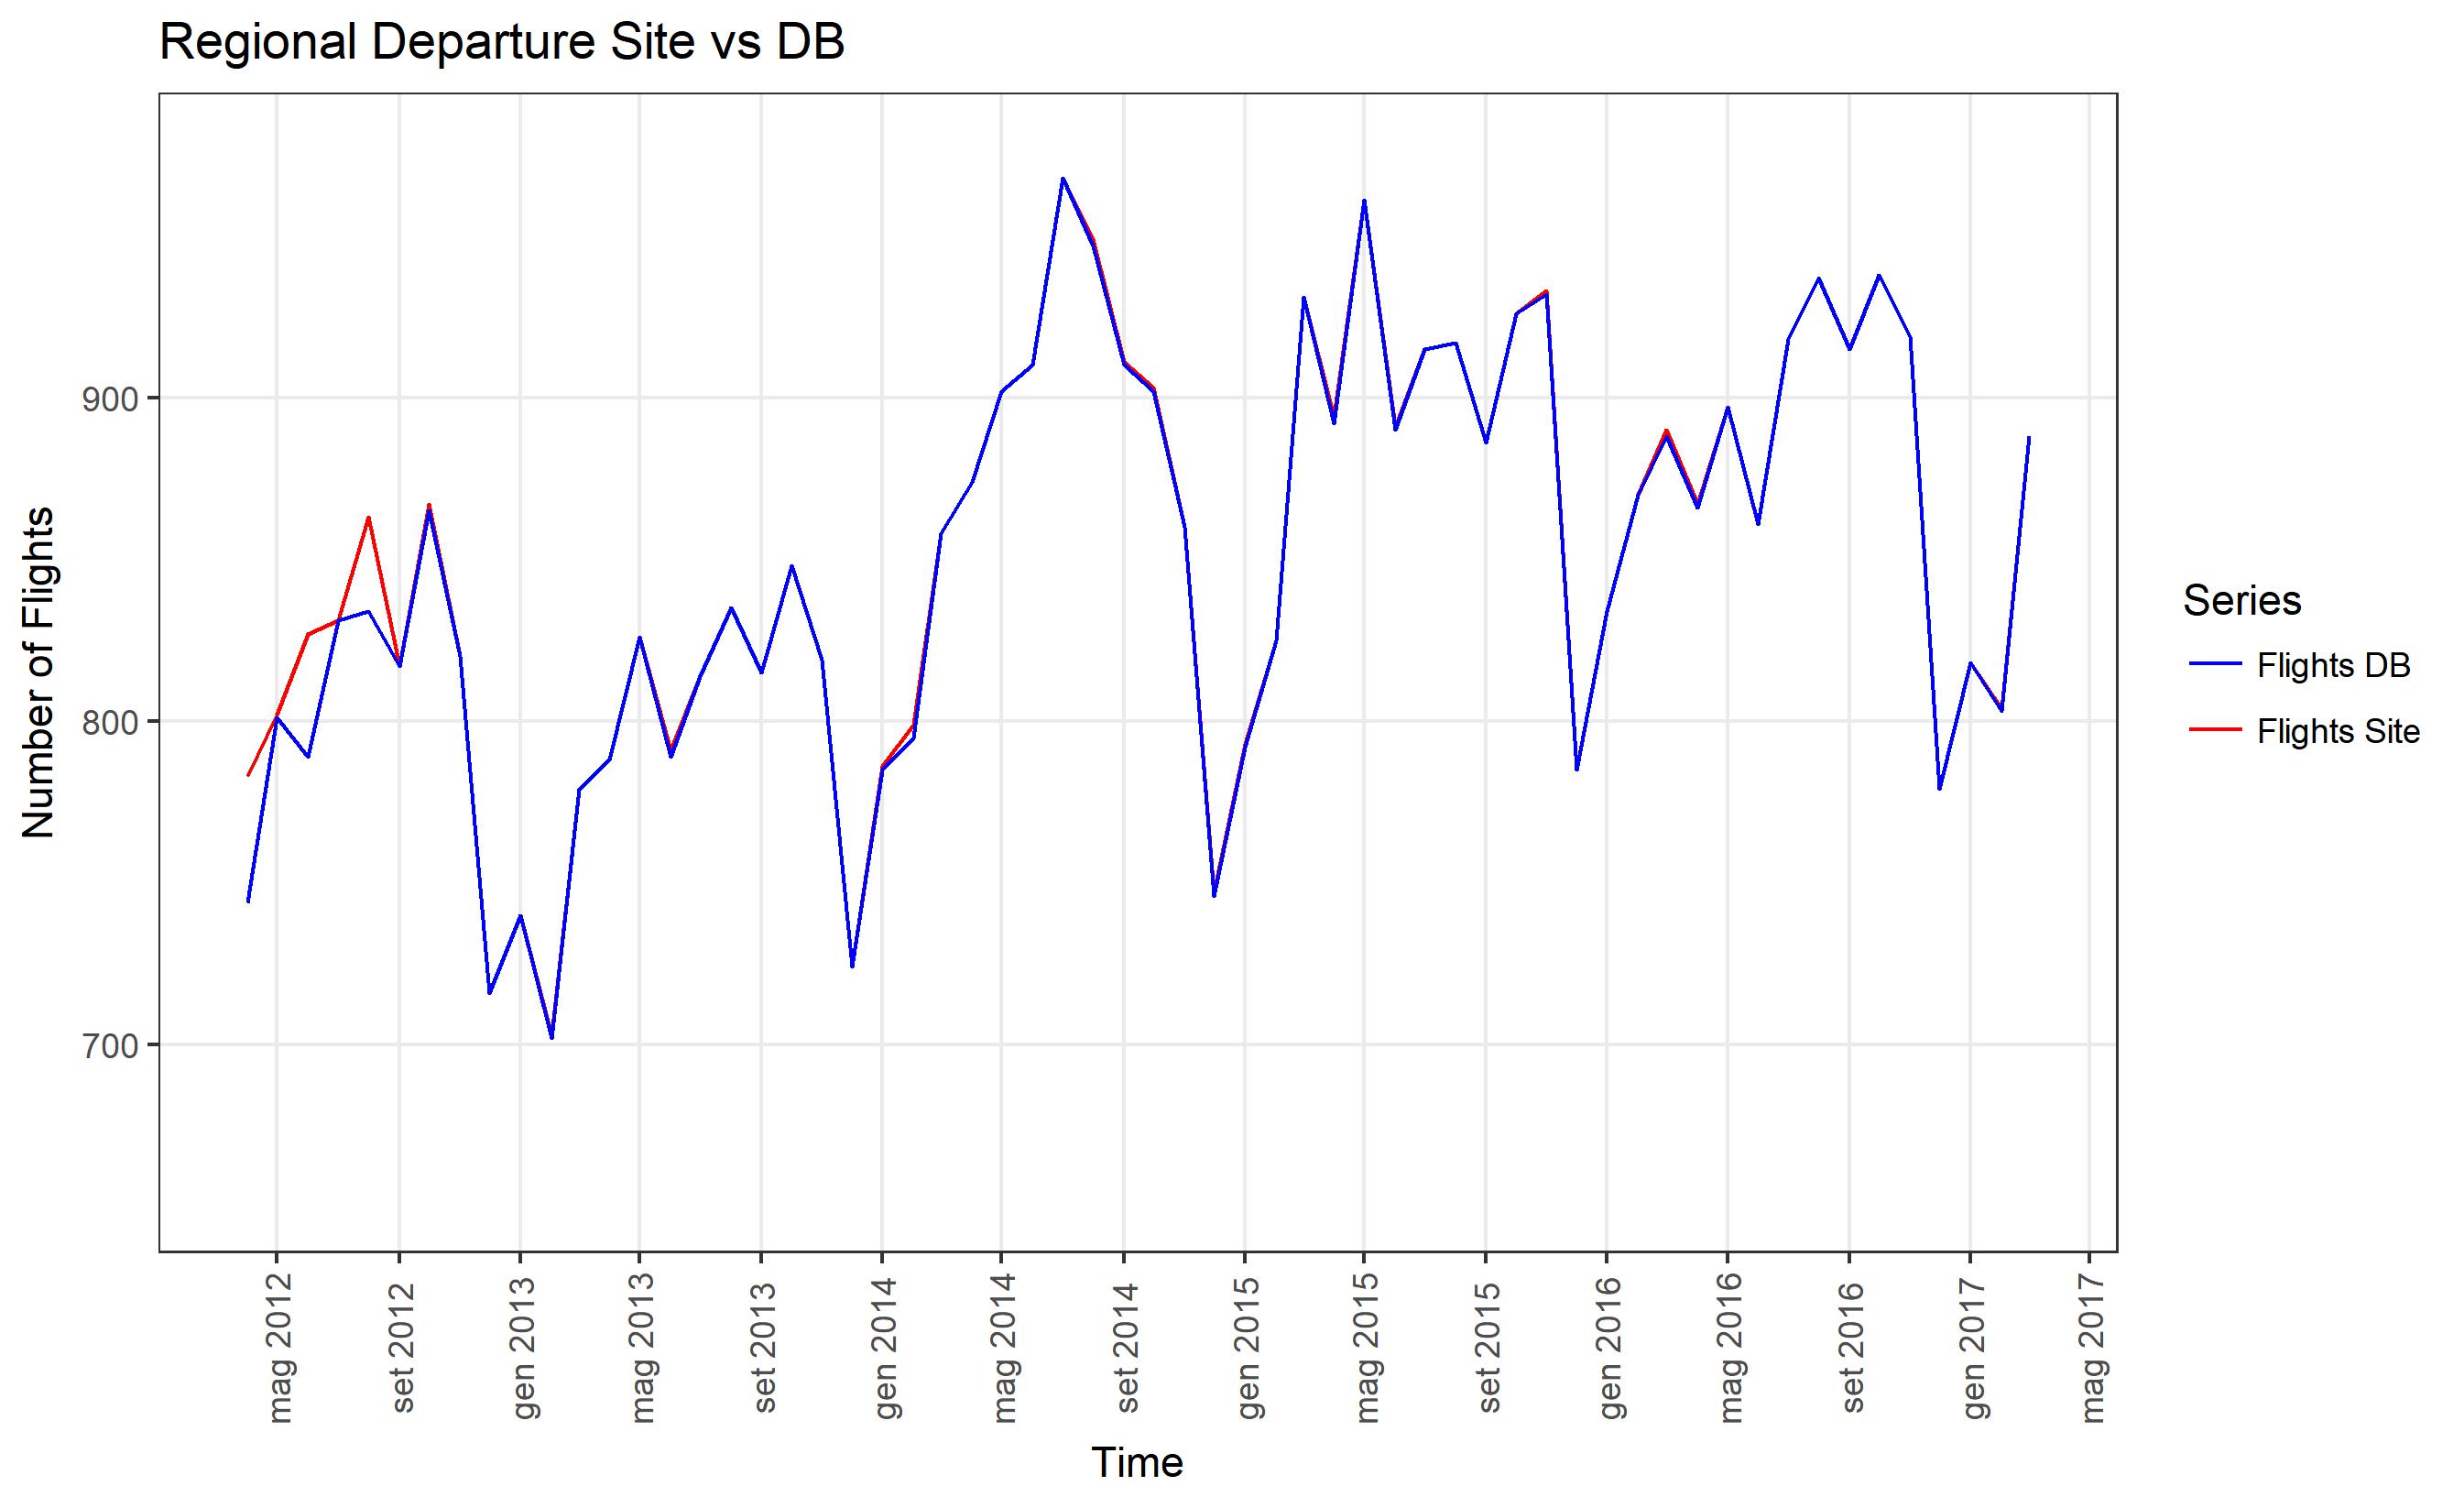 Regional Departure Site vs DB
Number of Flights
900
800
700
mag 2012
set 2012
gen 2013
mag 2013
set 2013
gen 2014
mag 2014
set 2014
gen 2015
mag 2015
set 2015
gen 2016
mag 2016
set 2016
gen 2017
mag 2017
Time
Series
Flights DB
Flights Site